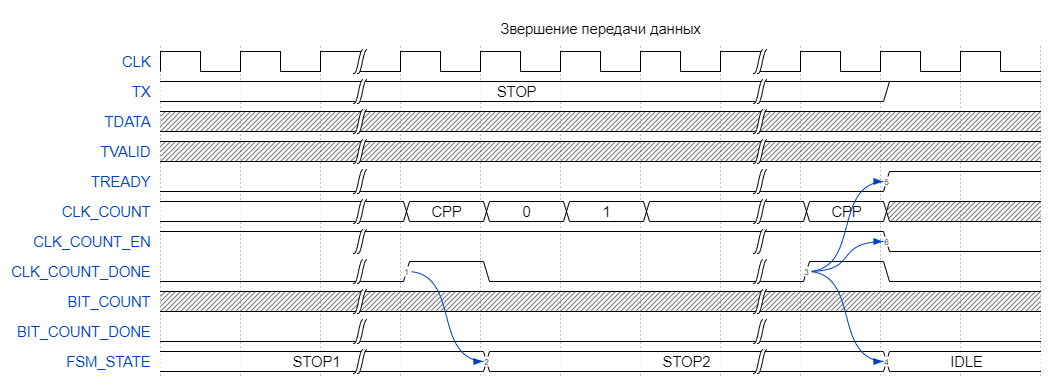 Звершение передачи данных
CLK
TX STOP
TDATA
TVALID
TREADY 5
CLK_COUNT CPP 0 1 CPP
CLK_COUNT_EN 6
CLK_COUNT_DONE 1 3
BIT_COUNT
BIT_COUNT_DONE
FSM_STATE STOP1 2 STOP2 4 IDLE